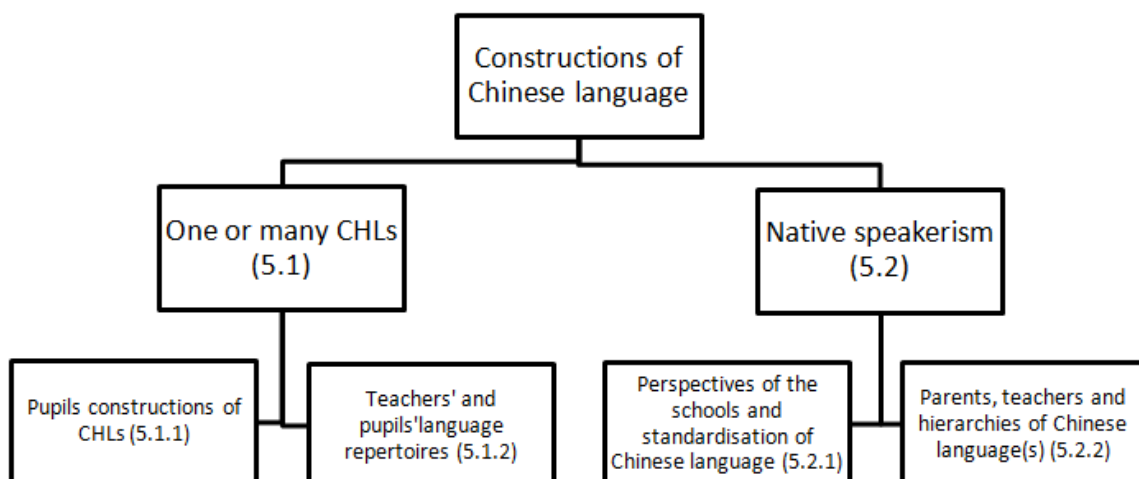 Constructions of
Chinese language
One or many CHLs
(5.1)
Native speakerism
(5.2)
Pupils constructions of
CHLs (5.1.1)
Teachers' and
pupils'language
repertoires (5.1.2)
Perspectives of the
schools and
standardisation of
Chinese language (5.2.1)
Parents, teachers and
hierarchies of Chinese
language(s) (5.2.2)